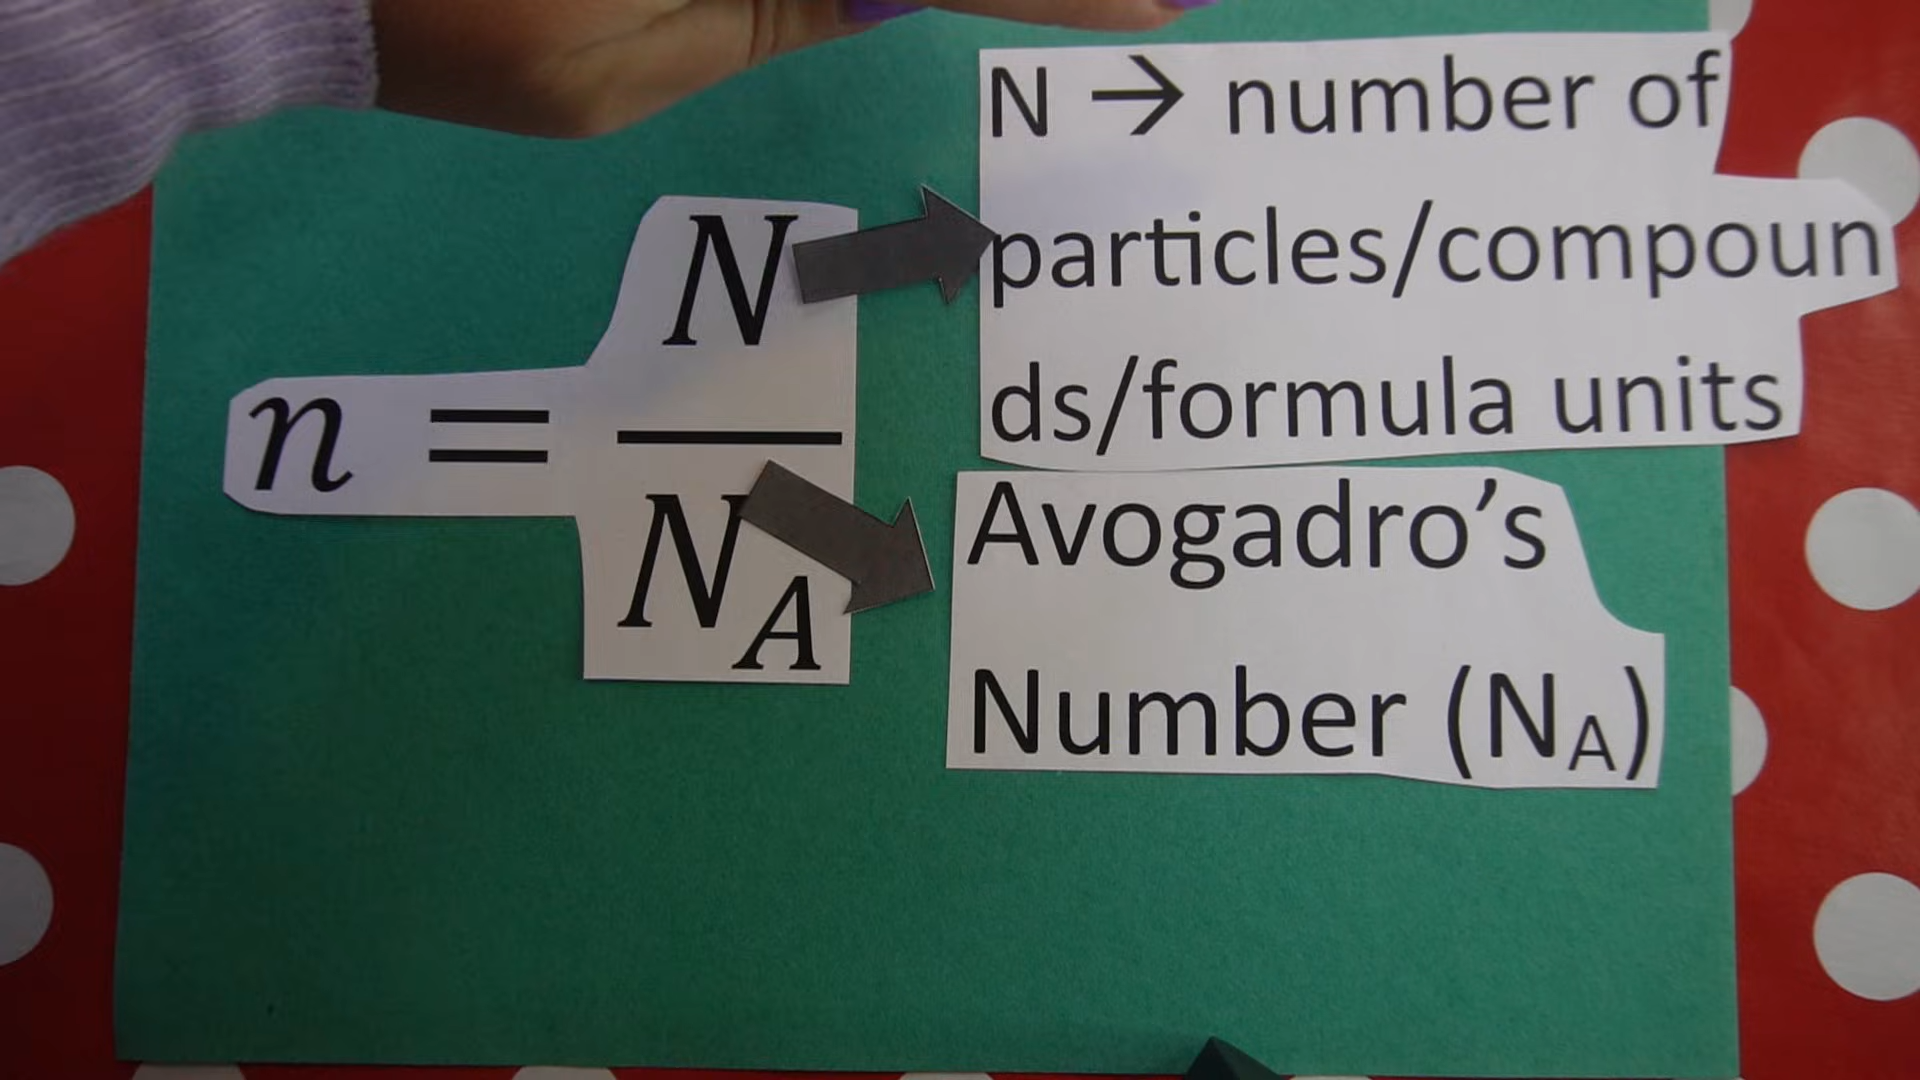 n = N / N_A
N → number of
particles/compoun
ds/formula units
Avogadro’s
Number (N_A)